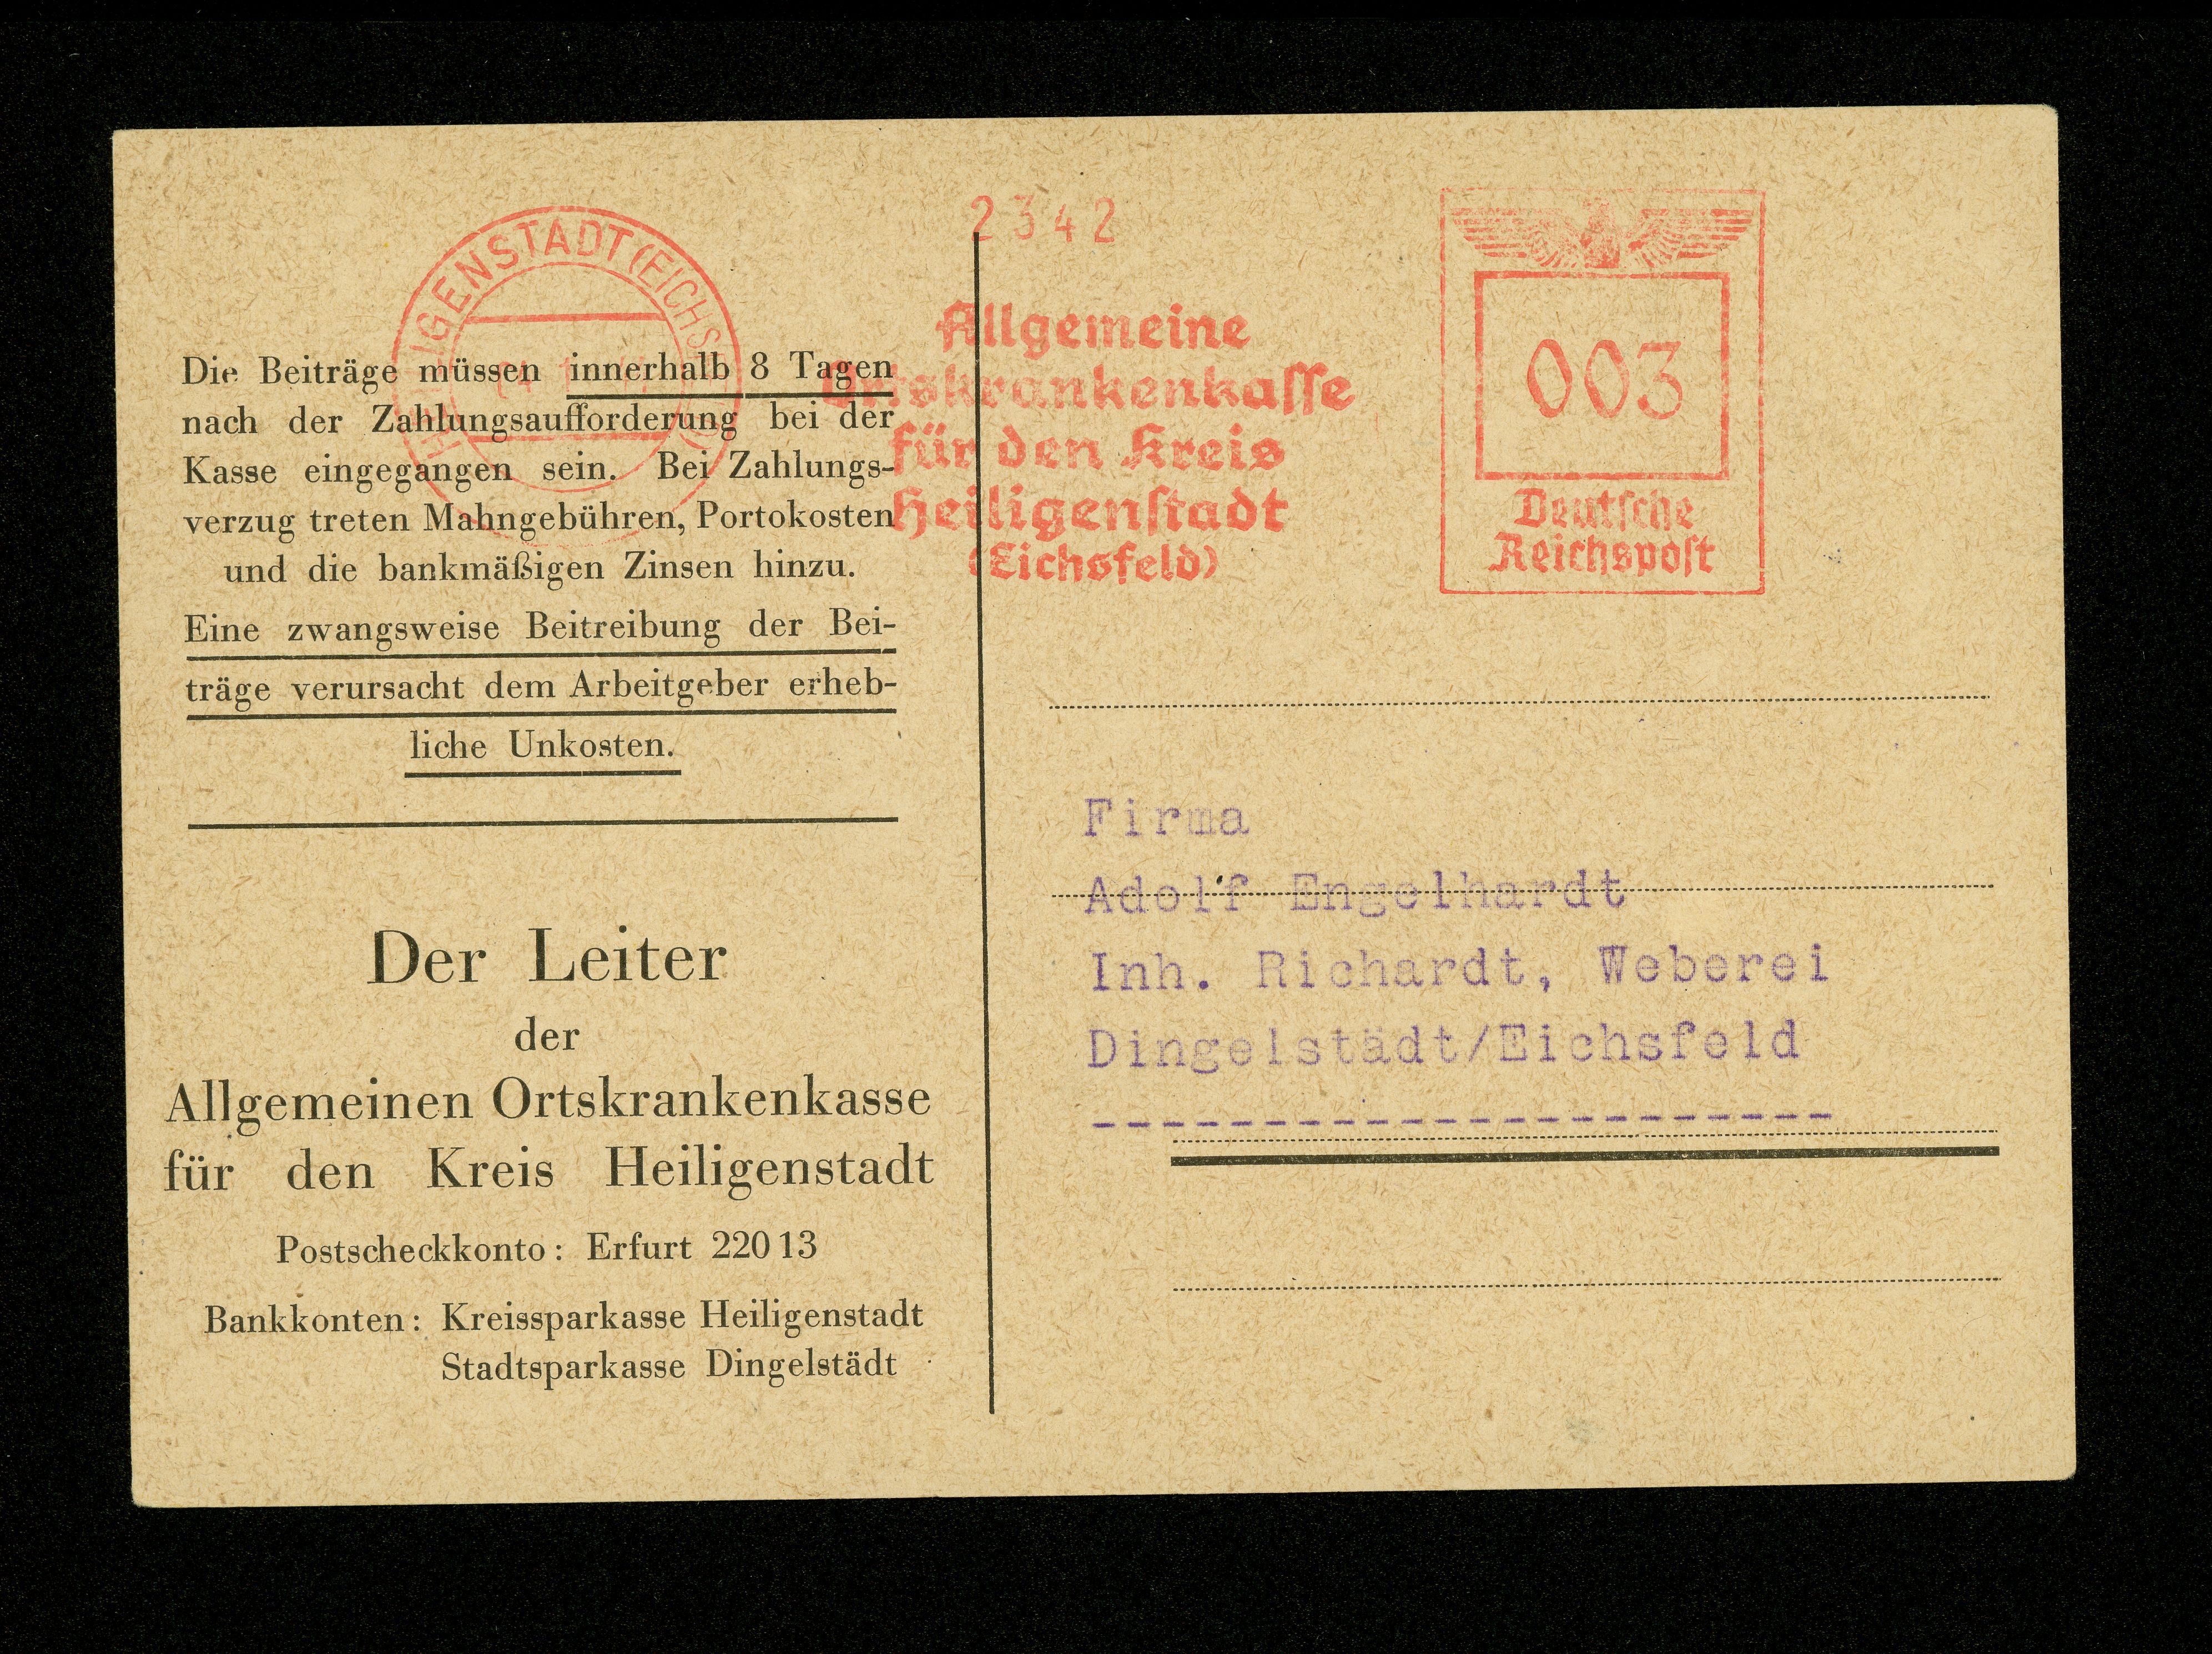 2342
HEILIGENSTADT (EICHSFELD)
Allgemeine
Ortskrankenkasse
für den Kreis
Heiligenstadt
(Eichsfeld)
003
Deutsche
Reichspost
Die Beiträge müssen innerhalb 8 Tagen
nach der Zahlungsaufforderung bei der
Kasse eingegangen sein. Bei Zahlungs-
verzug treten Mahngebühren, Portokosten
und die bankmäßigen Zinsen hinzu.
Eine zwangsweise Beitreibung der Bei-
träge verursacht dem Arbeitgeber erheb-
liche Unkosten.
Der Leiter
der
Allgemeinen Ortskrankenkasse
für den Kreis Heiligenstadt
Postscheckkonto: Erfurt 22013
Bankkonten: Kreissparkasse Heiligenstadt
Stadtsparkasse Dingelstädt
Firma
Adolf Engelhardt
Inh. Richardt, Weberei
Dingelstädt/Eichsfeld